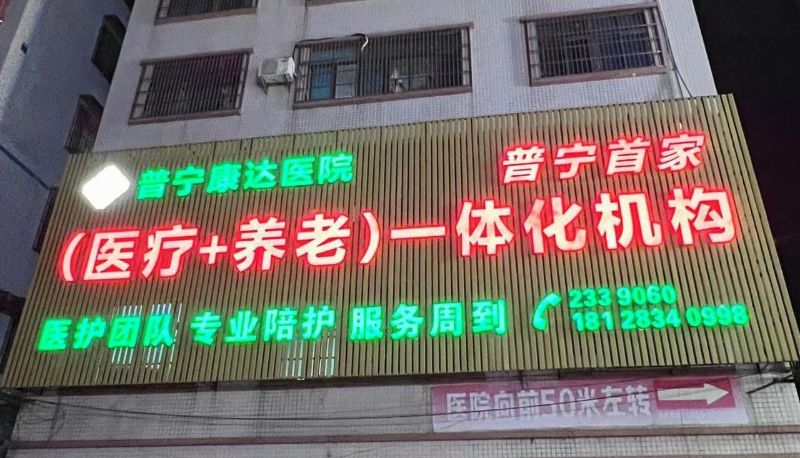 普宁康达医院
普宁首家
(医疗+养老)一体化机构
医护团队 专业陪护 服务周到
233 9060
181 2834 0998
医院向前50米左转